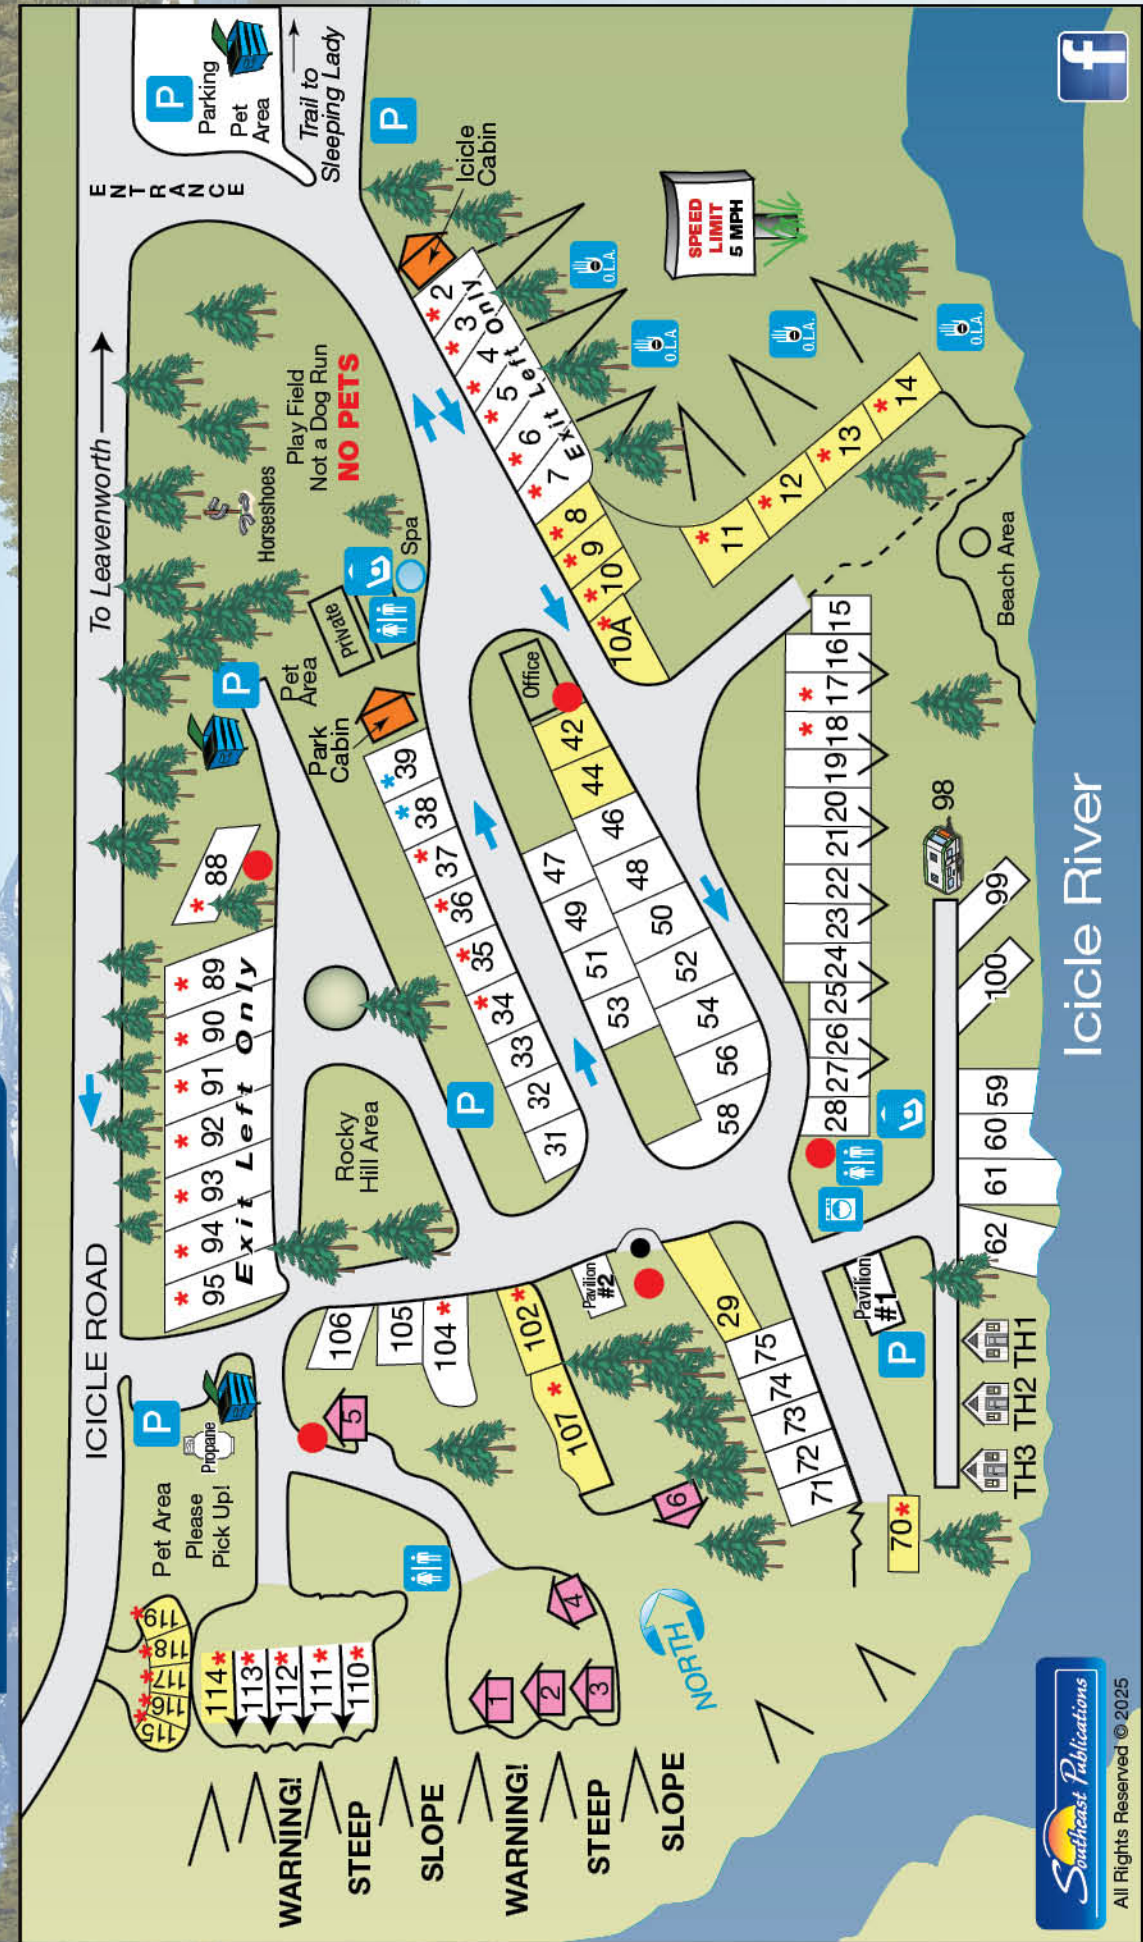 ICICLE ROAD
To Leavenworth
ENTRANCE
P
Parking
Pet
Area
Trail to
Sleeping Lady
P
Icicle
Cabin
Play Field
Not a Dog Run
NO PETS
Horseshoes
Spa
Private
P
Pet
Area
Park
Cabin
*2
*3
*4
*5
*6
*7
Exit Left Only
*8
*9
*10
*10A
*11
*12
*13
*14
O.L.A.
O.L.A.
O.L.A.
O.L.A.
SPEED
LIMIT
5 MPH
Beach Area
Office
42
44
46
48
50
52
54
56
58
47
49
51
53
*39
*38
*37
*36
*35
*34
33
32
31
P
Rocky
Hill Area
*88
*89
*90
*91
*92
*93
*94
*95
Exit Left Only
15
16
*17
*18
19
20
21
22
23
24
25
26
27
28
98
99
100
59
60
61
62
TH1
TH2
TH3
Pavilion
#1
P
Pavilion
#2
29
75
74
73
72
71
70*
106
105
104*
102*
107*
5
6
4
1
2
3
P
Propane
Pet Area
Please
Pick Up!
119*
118*
117*
116*
115*
114*
113*
112*
111*
110*
WARNING!
STEEP
SLOPE
WARNING!
STEEP
SLOPE
NORTH
Icicle River
f
Southeast Publications
All Rights Reserved © 2025